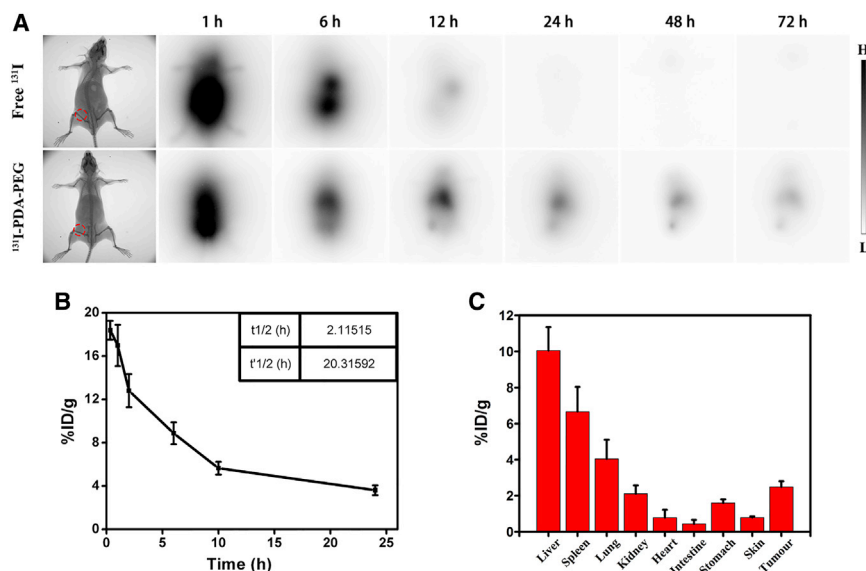 A
1 h 6 h 12 h 24 h 48 h 72 h
Free ¹³¹I
¹³¹I-PDA-PEG
H
L
B
%ID/g
20
16
12
8
4
0
0 5 10 15 20 25
Time (h)
t1/2 (h) 2.11515
t'1/2 (h) 20.31592
C
%ID/g
12
10
8
6
4
2
0
Liver Spleen Lung Kidney Heart Intestine Stomach Skin Tumour